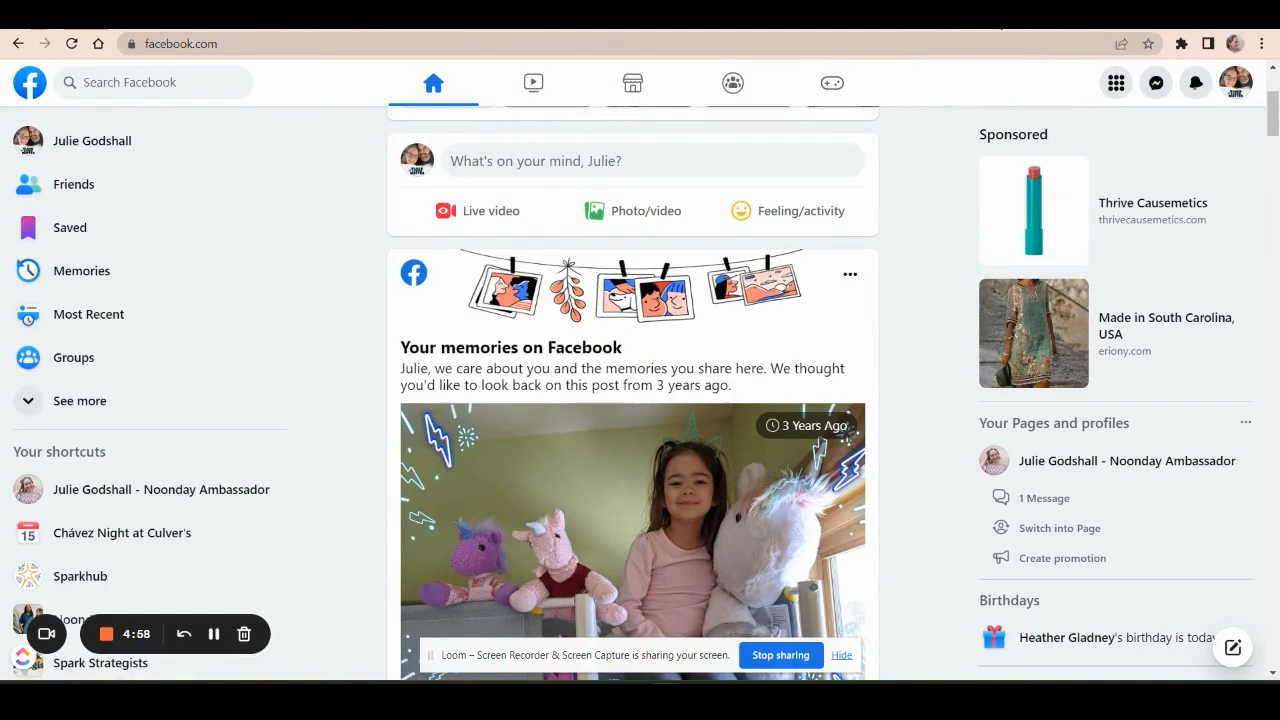 facebook.com
Search Facebook
Julie Godshall
Friends
Saved
Memories
Most Recent
Groups
See more
Your shortcuts
Julie Godshall - Noonday Ambassador
15
Chávez Night at Culver's
Sparkhub
Spark Strategists
4:58
What's on your mind, Julie?
Live video
Photo/video
Feeling/activity
Your memories on Facebook
Julie, we care about you and the memories you share here. We thought
you'd like to look back on this post from 3 years ago.
3 Years Ago
Loom – Screen Recorder & Screen Capture is sharing your screen.
Stop sharing
Hide
Sponsored
Thrive Causemetics
thrivecausemetics.com
Made in South Carolina,
USA
eriony.com
Your Pages and profiles
Julie Godshall - Noonday Ambassador
1 Message
Switch into Page
Create promotion
Birthdays
Heather Gladney's birthday is today